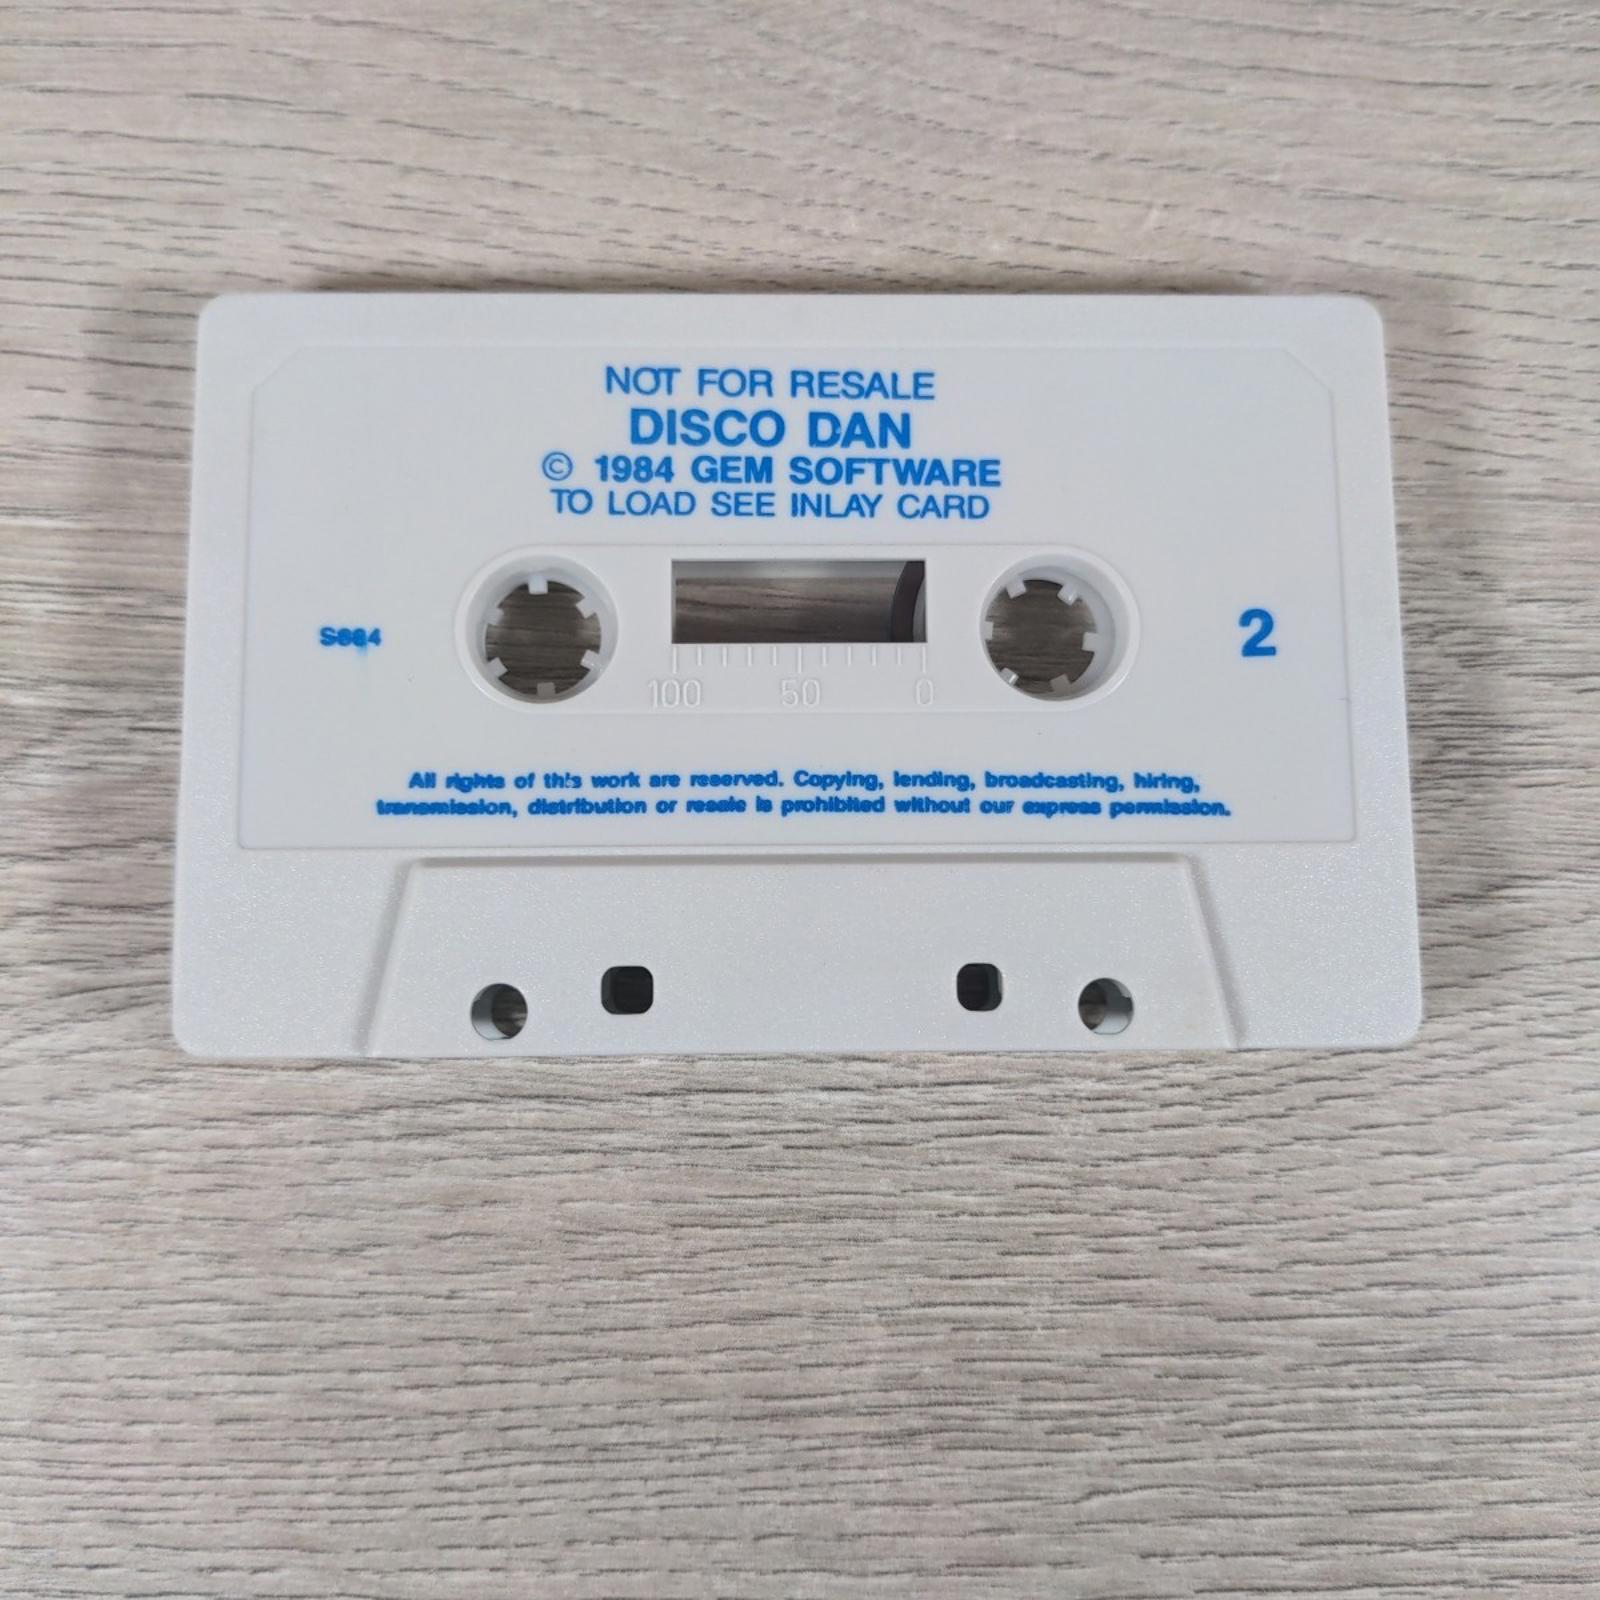 NOT FOR RESALE
DISCO DAN
© 1984 GEM SOFTWARE
TO LOAD SEE INLAY CARD
2
100 50 0
All rights of this work are reserved. Copying, lending, broadcasting, hiring,
transmission, distribution or resale is prohibited without our express permission.